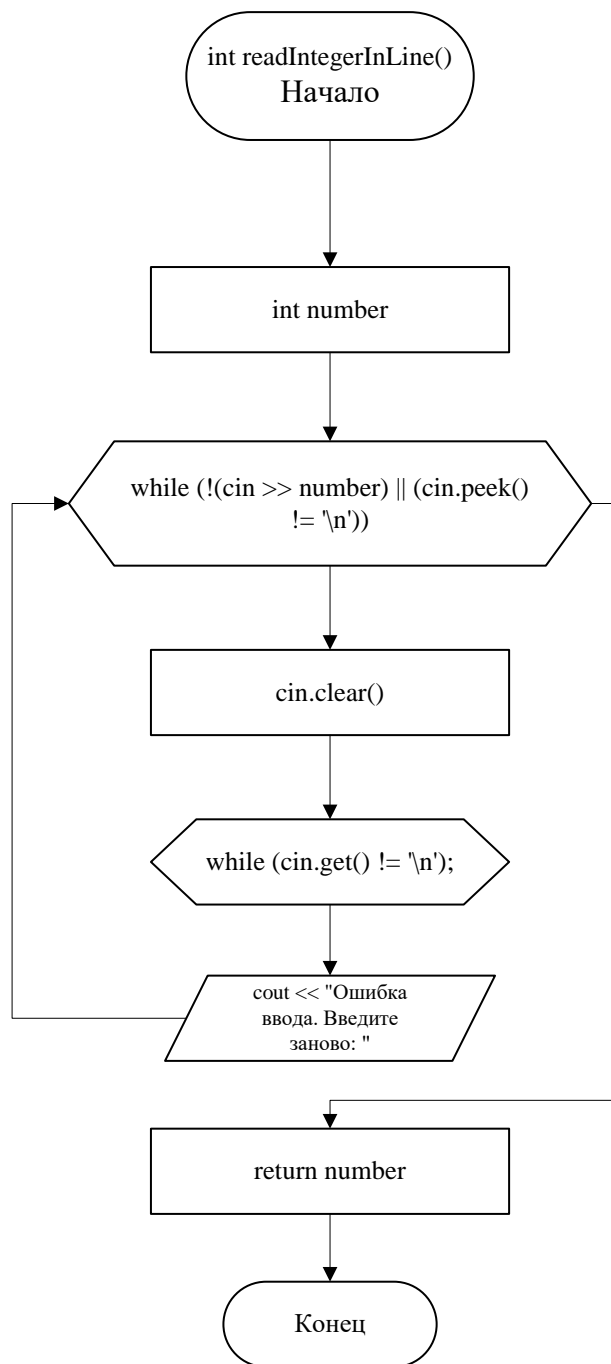 int readIntegerInLine()
Начало
int number
while (!(cin >> number) || (cin.peek()
!= '\n'))
cin.clear()
while (cin.get() != '\n');
cout << "Ошибка
ввода. Введите
заново: "
return number
Конец